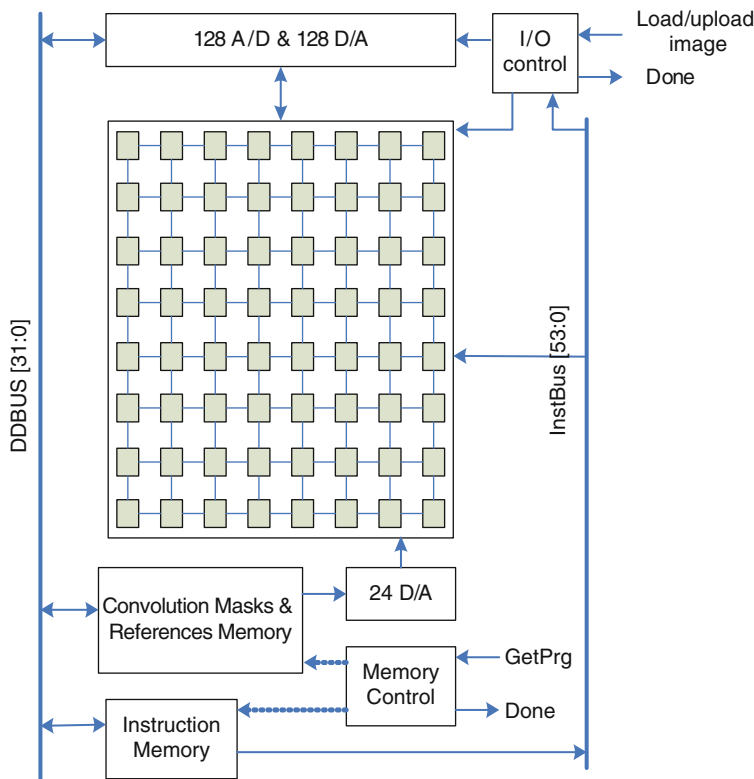 128 A/D & 128 D/A
I/O
control
Load/upload
image
Done
DDBUS [31:0]
InstBus [53:0]
Convolution Masks &
References Memory
24 D/A
Memory
Control
GetPrg
Done
Instruction
Memory